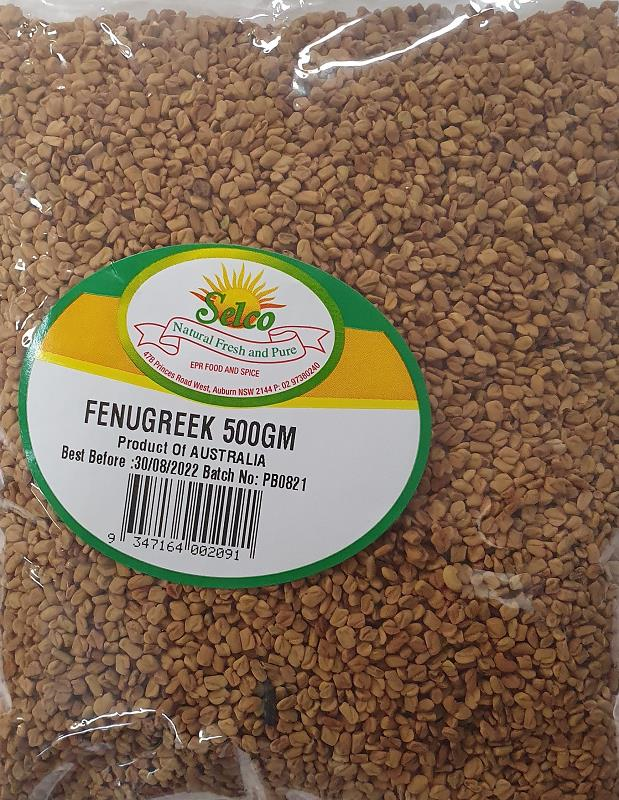 Selco
Natural Fresh and Pure
EPR FOOD AND SPICE
47B Princes Road West, Auburn NSW 2144 P: 02 97380240
FENUGREEK 500GM
Product Of AUSTRALIA
Best Before :30/08/2022 Batch No: PB0821
9 347164 002091